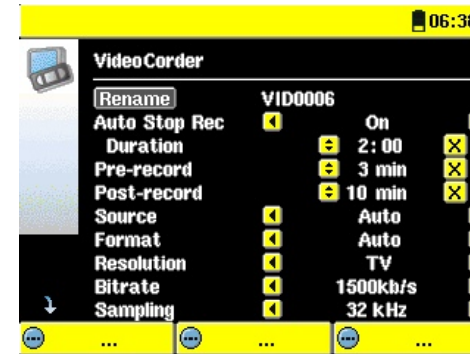 06:38
VideoCorder
Rename VID0006
Auto Stop Rec On
Duration 2:00 X
Pre-record 3 min X
Post-record 10 min X
Source Auto
Format Auto
Resolution TV
Bitrate 1500kb/s
Sampling 32 kHz
... ... ...